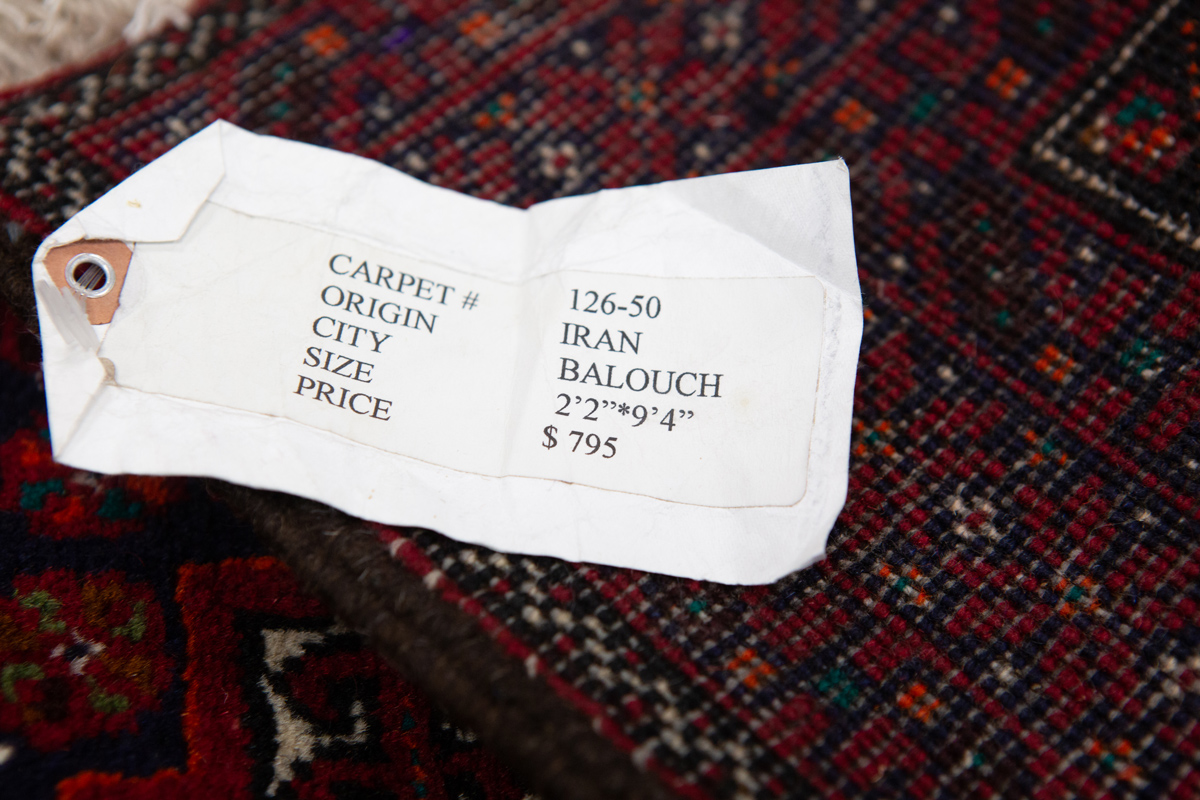 CARPET # 126-50
ORIGIN IRAN
CITY BALOUCH
SIZE 2’2”*9’4”
PRICE $ 795